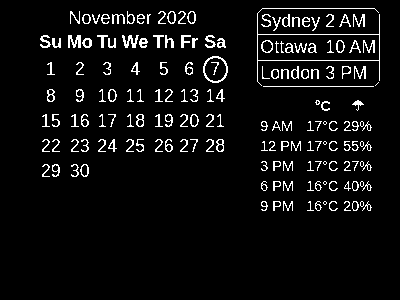 November 2020
Su Mo Tu We Th Fr Sa
1 2 3 4 5 6 7
8 9 10 11 12 13 14
15 16 17 18 19 20 21
22 23 24 25 26 27 28
29 30
Sydney 2 AM
Ottawa 10 AM
London 3 PM
°C
9 AM 17°C 29%
12 PM 17°C 55%
3 PM 17°C 27%
6 PM 16°C 40%
9 PM 16°C 20%